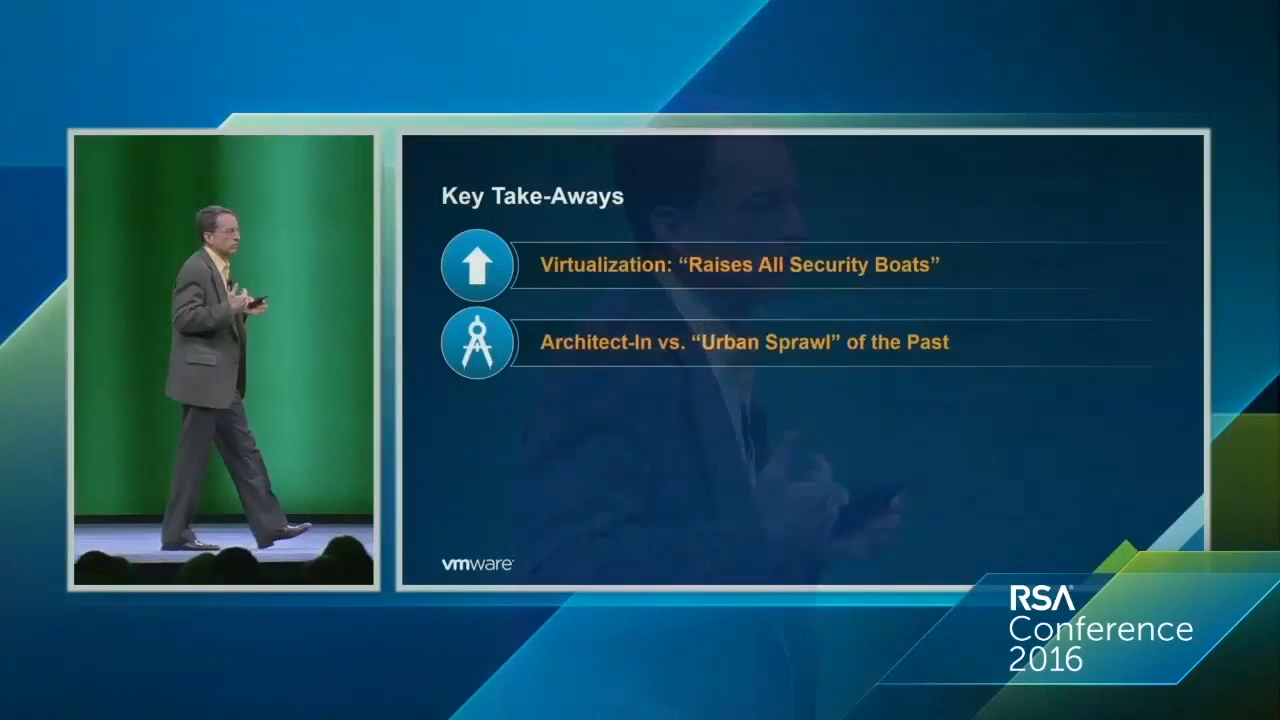 Key Take-Aways
Virtualization: “Raises All Security Boats”
Architect-In vs. “Urban Sprawl” of the Past
vmware
RSA
Conference
2016